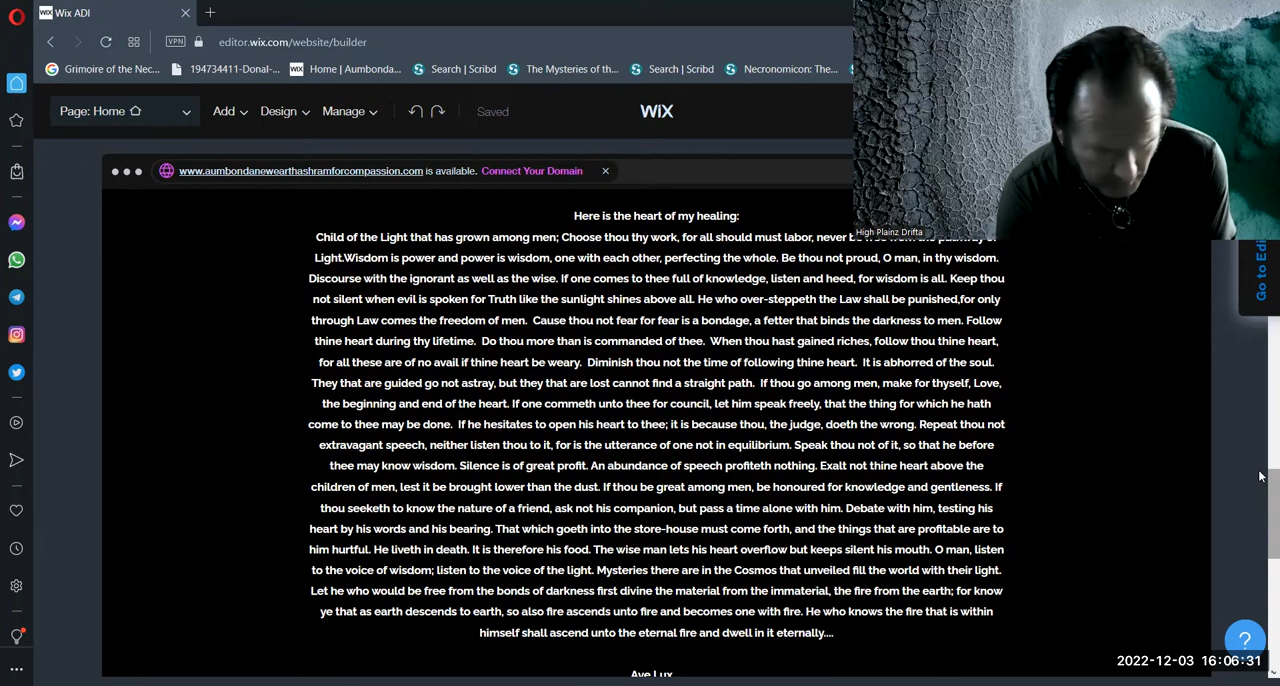 Wix ADI
VPN
editor.wix.com/website/builder
Grimoire of the Nec...
194734411-Donal-...
Home | Aumbonda...
Search | Scribd
The Mysteries of th...
Search | Scribd
Necronomicon: The...
Page: Home
Add
Design
Manage
Saved
WiX
www.aumbondanewearthashramforcompassion.com is available. Connect Your Domain
High Plainz Drifta
Go to Edi
Here is the heart of my healing:
Child of the Light that has grown among men; Choose thou thy work, for all should must labor, never
Light.Wisdom is power and power is wisdom, one with each other, perfecting the whole. Be thou not proud, O man, in thy wisdom.
Discourse with the ignorant as well as the wise. If one comes to thee full of knowledge, listen and heed, for wisdom is all. Keep thou
not silent when evil is spoken for Truth like the sunlight shines above all. He who over-steppeth the Law shall be punished,for only
through Law comes the freedom of men. Cause thou not fear for fear is a bondage, a fetter that binds the darkness to men. Follow
thine heart during thy lifetime. Do thou more than is commanded of thee. When thou hast gained riches, follow thou thine heart,
for all these are of no avail if thine heart be weary. Diminish thou not the time of following thine heart. It is abhorred of the soul.
They that are guided go not astray, but they that are lost cannot find a straight path. If thou go among men, make for thyself, Love,
the beginning and end of the heart. If one commeth unto thee for council, let him speak freely, that the thing for which he hath
come to thee may be done. If he hesitates to open his heart to thee; it is because thou, the judge, doeth the wrong. Repeat thou not
extravagant speech, neither listen thou to it, for is the utterance of one not in equilibrium. Speak thou not of it, so that he before
thee may know wisdom. Silence is of great profit. An abundance of speech profiteth nothing. Exalt not thine heart above the
children of men, lest it be brought lower than the dust. If thou be great among men, be honoured for knowledge and gentleness. If
thou seeketh to know the nature of a friend, ask not his companion, but pass a time alone with him. Debate with him, testing his
heart by his words and his bearing. That which goeth into the store-house must come forth, and the things that are profitable are to
him hurtful. He liveth in death. It is therefore his food. The wise man lets his heart overflow but keeps silent his mouth. O man, listen
to the voice of wisdom; listen to the voice of the light. Mysteries there are in the Cosmos that unveiled fill the world with their light.
Let he who would be free from the bonds of darkness first divine the material from the immaterial, the fire from the earth; for know
ye that as earth descends to earth, so also fire ascends unto fire and becomes one with fire. He who knows the fire that is within
himself shall ascend unto the eternal fire and dwell in it eternally....
Ave Lux
?
2022-12-03 16:06:31